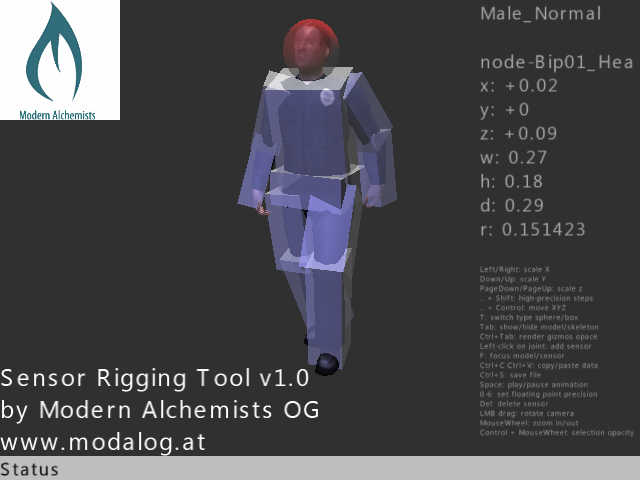 Modern Alchemists
Male_Normal
node-Bip01_Hea
x: +0.02
y: +0
z: +0.09
w: 0.27
h: 0.18
d: 0.29
r: 0.151423
Left/Right: scale X
Down/Up: scale Y
PageDown/PageUp: scale z
.. + Shift: high-precision steps
.. + Control: move XYZ
T: switch type sphere/box
Tab: show/hide model/skeleton
Ctrl+Tab: render gizmos opace
Left-click on joint: add sensor
F: focus model/sensor
Ctrl+C Ctrl+V: copy/paste data
Ctrl+S: save file
Space: play/pause animation
0-6: set floating point precision
Del: delete sensor
LMB drag: rotate camera
MouseWheel: zoom in/out
Control + MouseWheel: selection opacity
Sensor Rigging Tool v1.0
by Modern Alchemists OG
www.modalog.at
Status